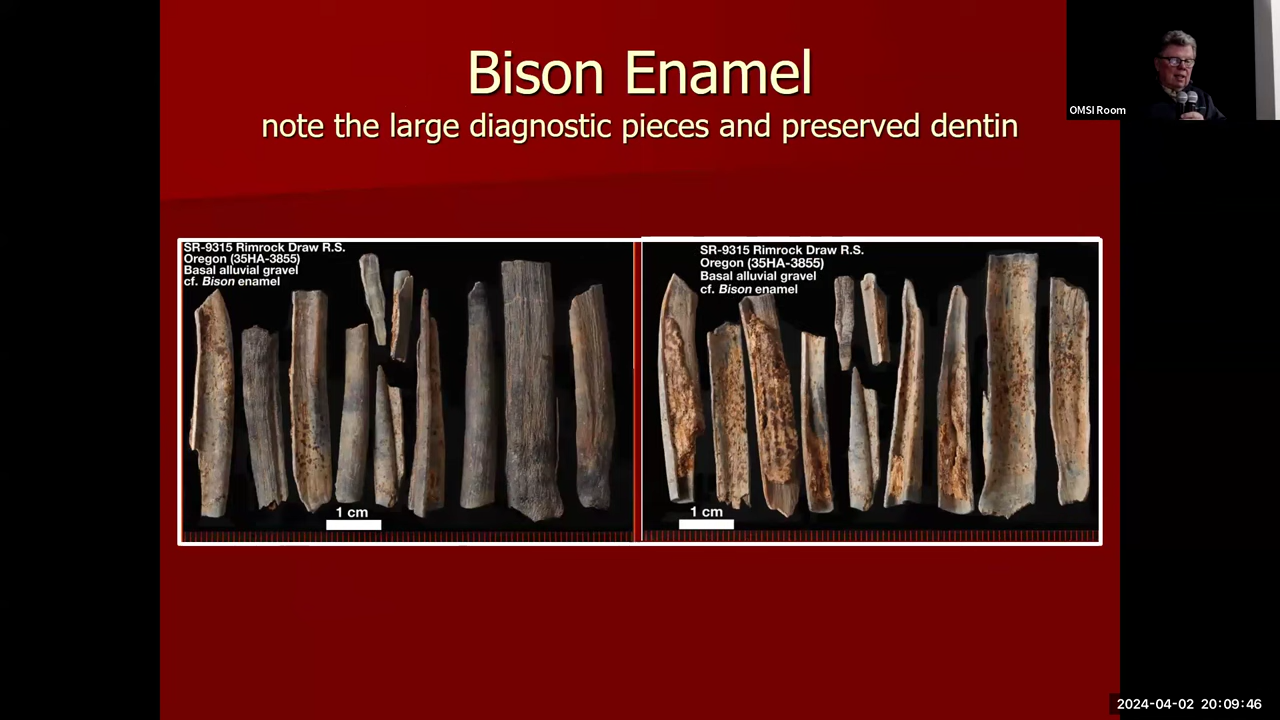 Bison Enamel
note the large diagnostic pieces and preserved dentin
OMSI Room
SR-9315 Rimrock Draw R.S.
Oregon (35HA-3855)
Basal alluvial gravel
cf. Bison enamel
1 cm
SR-9315 Rimrock Draw R.S.
Oregon (35HA-3855)
Basal alluvial gravel
cf. Bison enamel
1 cm
2024-04-02 20:09:46